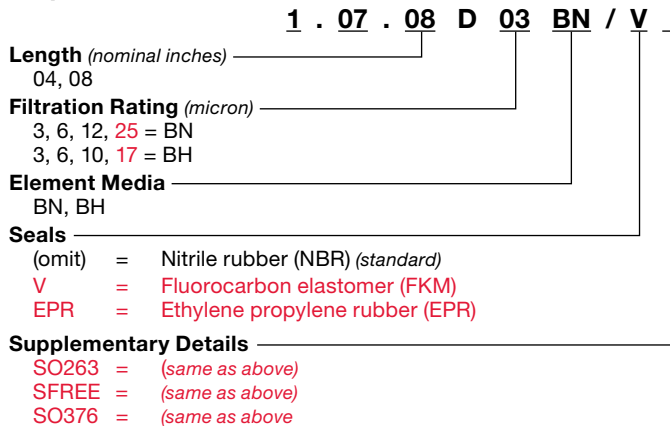 1 . 07 . 08 D 03 BN / V _
Length (nominal inches)
04, 08
Filtration Rating (micron)
3, 6, 12, 25 = BN
3, 6, 10, 17 = BH
Element Media
BN, BH
Seals
(omit) = Nitrile rubber (NBR) (standard)
V = Fluorocarbon elastomer (FKM)
EPR = Ethylene propylene rubber (EPR)
Supplementary Details
SO263 = (same as above)
SFREE = (same as above)
SO376 = (same as above